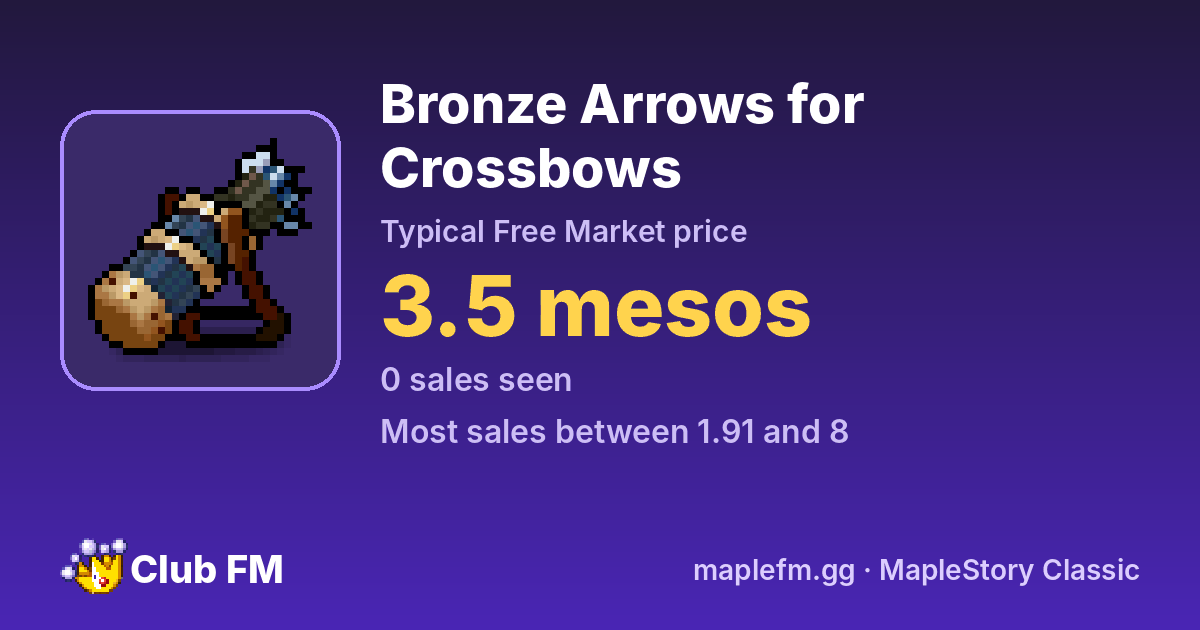 Bronze Arrows for
Crossbows
Typical Free Market price
3.5 mesos
0 sales seen
Most sales between 1.91 and 8
Club FM
maplefm.gg · MapleStory Classic